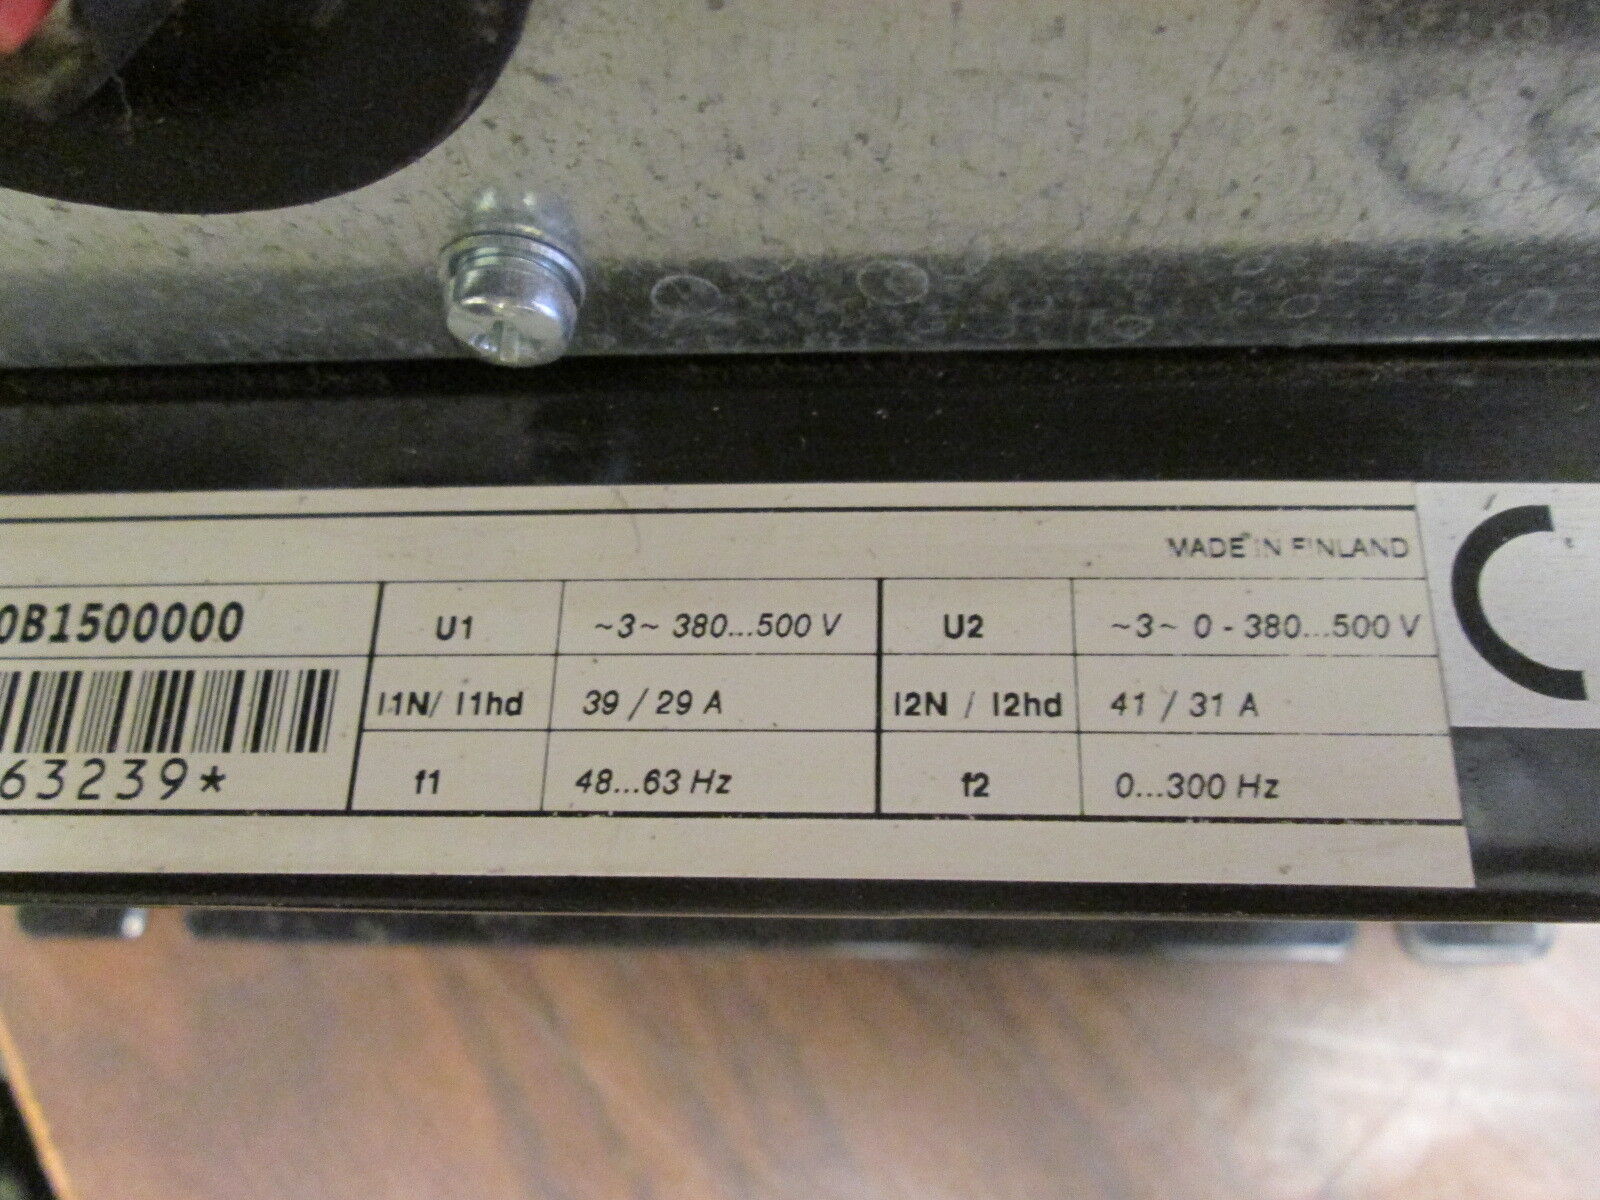 MADE IN FINLAND
0B1500000 U1 ~3~ 380...500 V U2 ~3~ 0 - 380...500 V
I1N/ I1hd 39 / 29 A I2N / I2hd 41 / 31 A
63239* f1 48...63 Hz f2 0...300 Hz